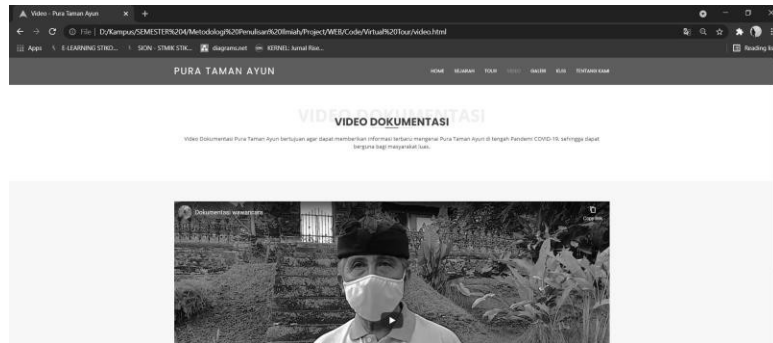 Video - Pura Taman Ayun
File | D:/Kampus/SEMESTER%204/Metodologi%20Penulisan%20Ilmiah/Project/WEB/Code/Virtual%20Tour/video.html
Apps E-LEARNING STIKO... SION - STMIK STIK... diagrams.net KERNEL: Jurnal Rise... Reading lis
PURA TAMAN AYUN HOME SEJARAH TOUR VIDEO GALERI KUIS TENTANG KAMI
VIDEO DOKUMENTASI
VIDEO DOKUMENTASI
Video Dokumentasi Pura Taman Ayun bertujuan agar dapat memberikan informasi terbaru mengenai Pura Taman Ayun di tengah Pandemi COVID-19, sehingga dapat
berguna bagi masyarakat luas.
Dokumentasi wawancara
Copy link